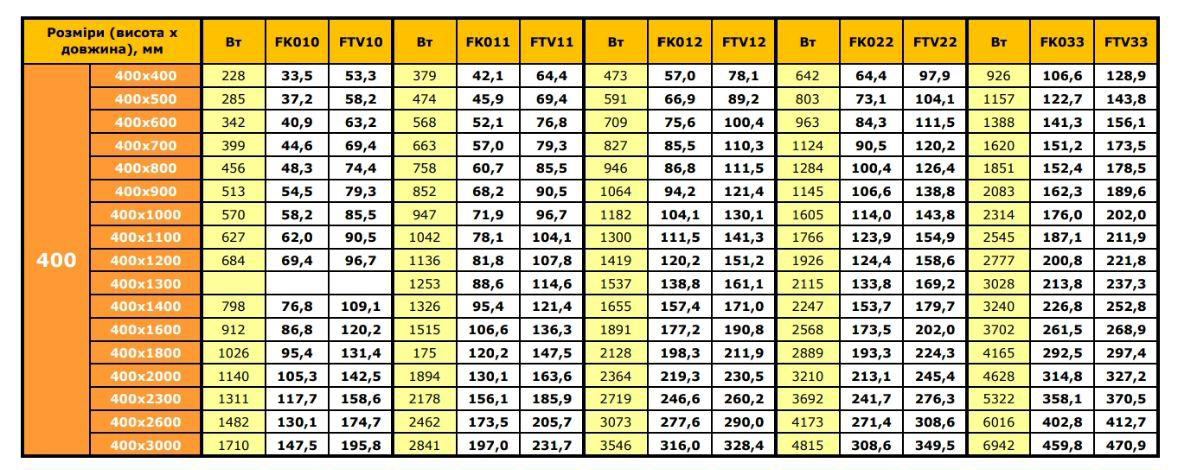 Розміри (висота х довжина), мм Вт FK010 FTV10 Вт FK011 FTV11 Вт FK012 FTV12 Вт FK022 FTV22 Вт FK033 FTV33
400x400 228 33,5 53,3 379 42,1 64,4 473 57,0 78,1 642 64,4 97,9 926 106,6 128,9
400x500 285 37,2 58,2 474 45,9 69,4 591 66,9 89,2 803 73,1 104,1 1157 122,7 143,8
400x600 342 40,9 63,2 568 52,1 76,8 709 75,6 100,4 963 84,3 111,5 1388 141,3 156,1
400x700 399 44,6 69,4 663 57,0 79,3 827 85,5 110,3 1124 90,5 120,2 1620 151,2 173,5
400x800 456 48,3 74,4 758 60,7 85,5 946 86,8 111,5 1284 100,4 126,4 1851 152,4 178,5
400x900 513 54,5 79,3 852 68,2 90,5 1064 94,2 121,4 1145 106,6 138,8 2083 162,3 189,6
400x1000 570 58,2 85,5 947 71,9 96,7 1182 104,1 130,1 1605 114,0 143,8 2314 176,0 202,0
400x1100 627 62,0 90,5 1042 78,1 104,1 1300 111,5 141,3 1766 123,9 154,9 2545 187,1 211,9
400 400x1200 684 69,4 96,7 1136 81,8 107,8 1419 120,2 151,2 1926 124,4 158,6 2777 200,8 221,8
400x1300 1253 88,6 114,6 1537 138,8 161,1 2115 133,8 169,2 3028 213,8 237,3
400x1400 798 76,8 109,1 1326 95,4 121,4 1655 157,4 171,0 2247 153,7 179,7 3240 226,8 252,8
400x1600 912 86,8 120,2 1515 106,6 136,3 1891 177,2 190,8 2568 173,5 202,0 3702 261,5 268,9
400x1800 1026 95,4 131,4 175 120,2 147,5 2128 198,3 211,9 2889 193,3 224,3 4165 292,5 297,4
400x2000 1140 105,3 142,5 1894 130,1 163,6 2364 219,3 230,5 3210 213,1 245,4 4628 314,8 327,2
400x2300 1311 117,7 158,6 2178 156,1 185,9 2719 246,6 260,2 3692 241,7 276,3 5322 358,1 370,5
400x2600 1482 130,1 174,7 2462 173,5 205,7 3073 277,6 290,0 4173 271,4 308,6 6016 402,8 412,7
400x3000 1710 147,5 195,8 2841 197,0 231,7 3546 316,0 328,4 4815 308,6 349,5 6942 459,8 470,9